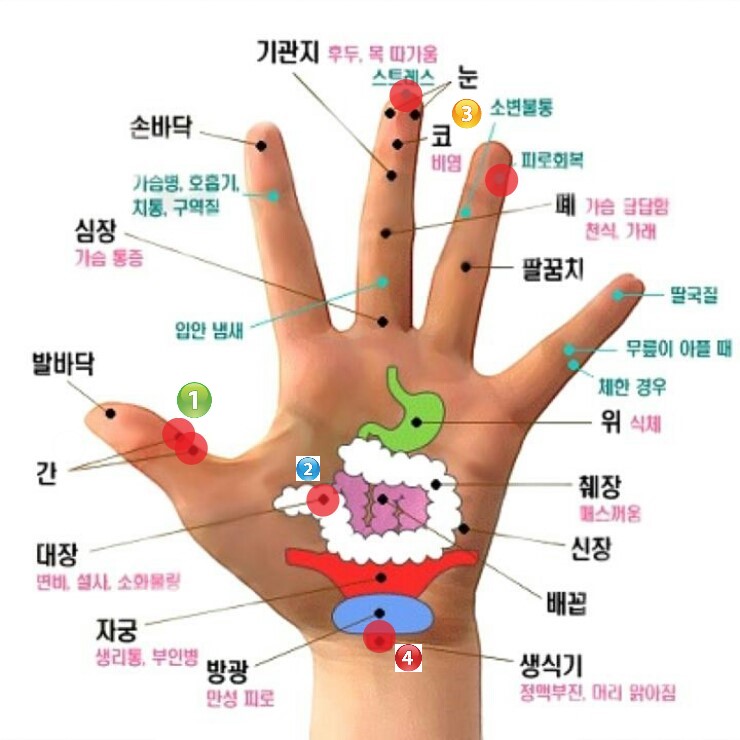 기관지 후두, 목 따가움
스트레스
눈
3
소변불통
손바닥
코
비염
피로회복
가슴병, 호흡기,
치통, 구역질
폐 가슴 답답함
천식, 가래
심장
가슴 통증
팔꿈치
딸국질
입안 냄새
무릎이 아플 때
발바닥
체한 경우
1
위 식체
간
2
췌장
메스꺼움
대장
변비, 설사, 소화불량
신장
배꼽
자궁
생리통, 부인병
방광
만성 피로
4
생식기
정맥부진, 머리 맑아짐